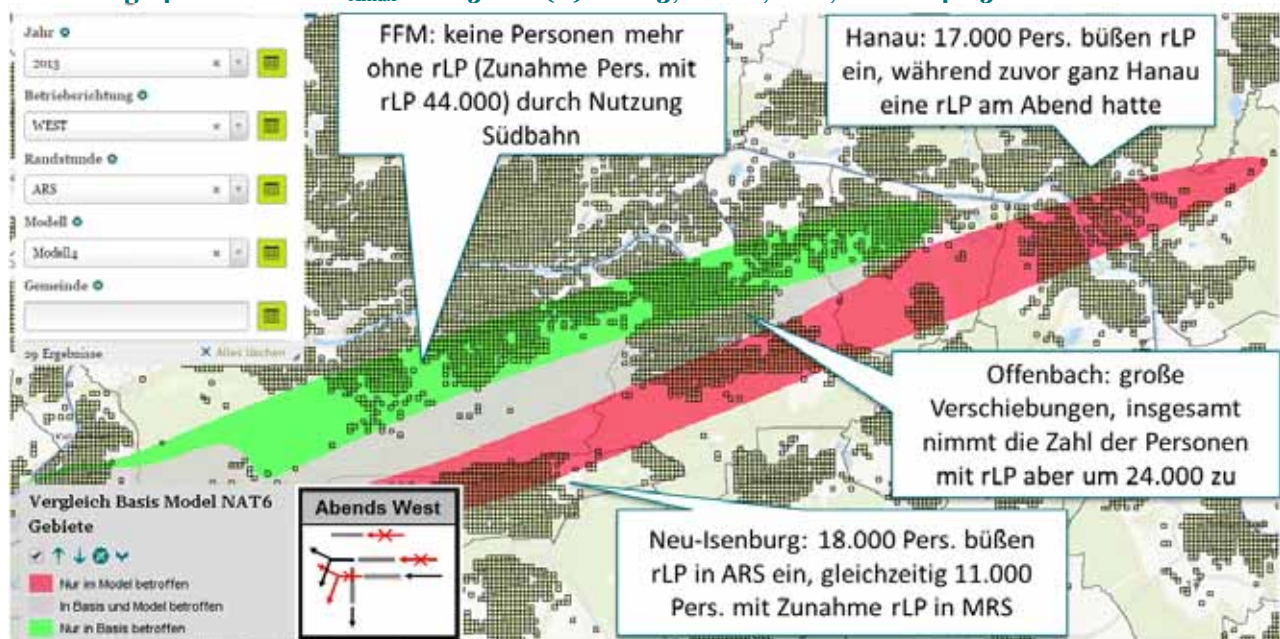 Jahr
2013
Betriebsrichtung
WEST
Randstunde
ARS
Modell
Modell4
Gemeinde
29 Ergebnisse
Alles löschen
FFM: keine Personen mehr
ohne rLP (Zunahme Pers. mit
rLP 44.000) durch Nutzung
Südbahn
Hanau: 17.000 Pers. büßen rLP
ein, während zuvor ganz Hanau
eine rLP am Abend hatte
Offenbach: große
Verschiebungen, insgesamt
nimmt die Zahl der Personen
mit rLP aber um 24.000 zu
Neu-Isenburg: 18.000 Pers. büßen
rLP in ARS ein, gleichzeitig 11.000
Pers. mit Zunahme rLP in MRS
Vergleich Basis Model NAT6
Gebiete
Nur im Model betroffen
In Basis und Model betroffen
Nur in Basis betroffen
Abends West